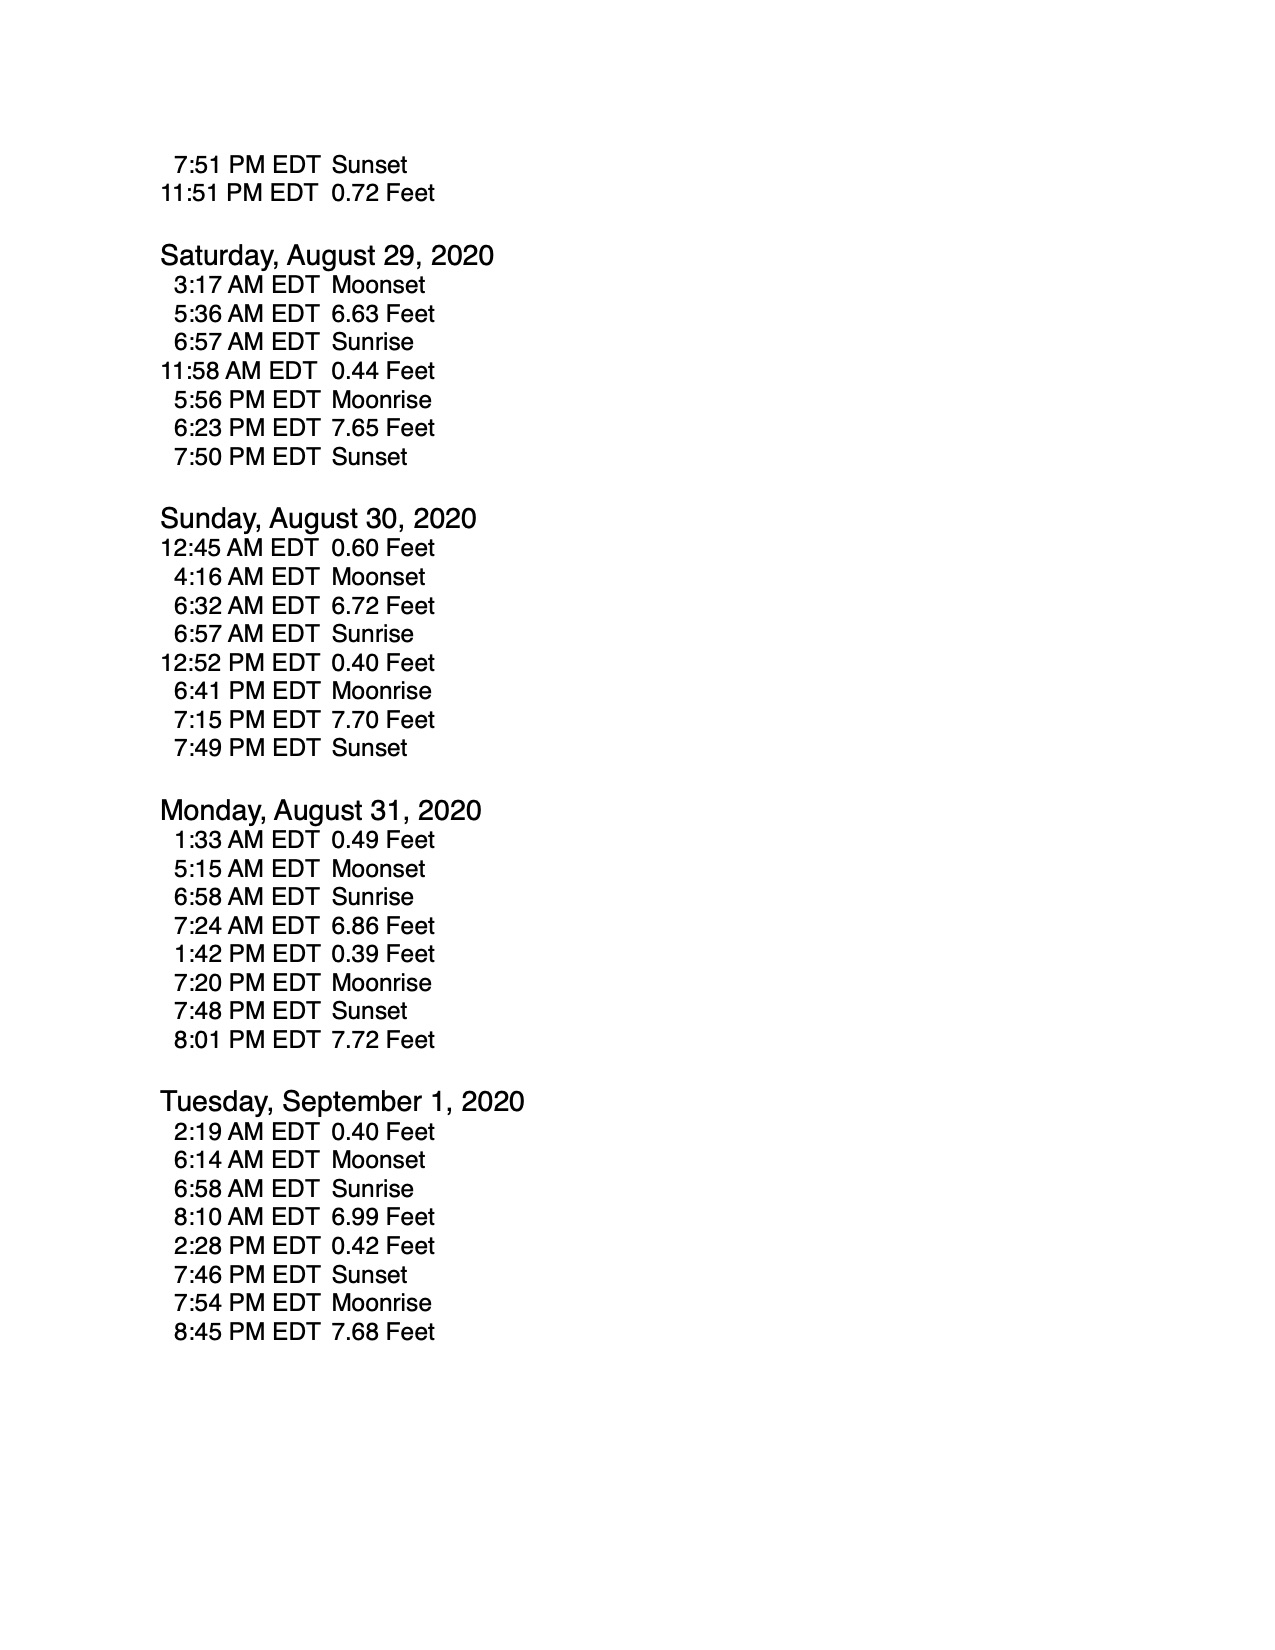 7:51 PM EDT Sunset
11:51 PM EDT 0.72 Feet
Saturday, August 29, 2020
3:17 AM EDT Moonset
5:36 AM EDT 6.63 Feet
6:57 AM EDT Sunrise
11:58 AM EDT 0.44 Feet
5:56 PM EDT Moonrise
6:23 PM EDT 7.65 Feet
7:50 PM EDT Sunset
Sunday, August 30, 2020
12:45 AM EDT 0.60 Feet
4:16 AM EDT Moonset
6:32 AM EDT 6.72 Feet
6:57 AM EDT Sunrise
12:52 PM EDT 0.40 Feet
6:41 PM EDT Moonrise
7:15 PM EDT 7.70 Feet
7:49 PM EDT Sunset
Monday, August 31, 2020
1:33 AM EDT 0.49 Feet
5:15 AM EDT Moonset
6:58 AM EDT Sunrise
7:24 AM EDT 6.86 Feet
1:42 PM EDT 0.39 Feet
7:20 PM EDT Moonrise
7:48 PM EDT Sunset
8:01 PM EDT 7.72 Feet
Tuesday, September 1, 2020
2:19 AM EDT 0.40 Feet
6:14 AM EDT Moonset
6:58 AM EDT Sunrise
8:10 AM EDT 6.99 Feet
2:28 PM EDT 0.42 Feet
7:46 PM EDT Sunset
7:54 PM EDT Moonrise
8:45 PM EDT 7.68 Feet